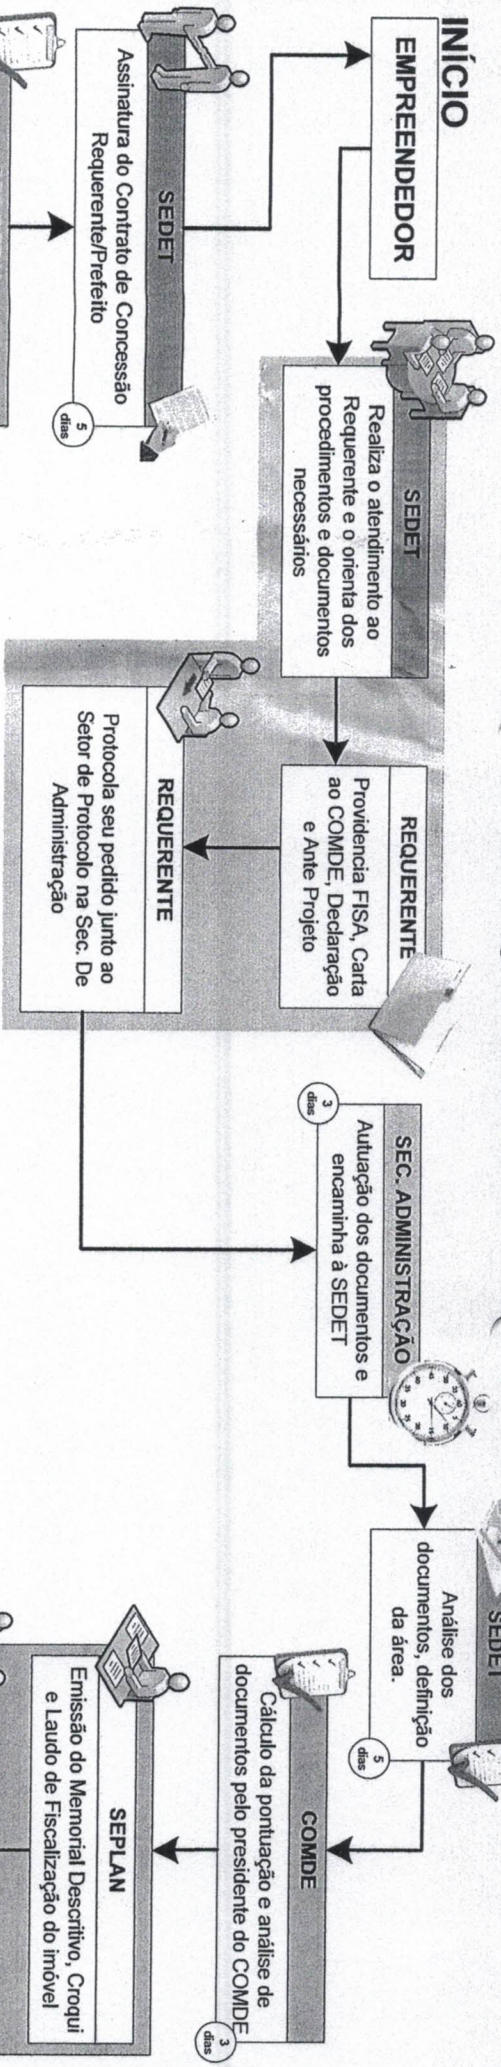 INÍCIO
EMPREENDEDOR
SEDET
Realiza o atendimento ao
Requerente e o orienta dos
procedimentos e documentos
necessários
REQUERENTE
Providencia FISA, Carta
ao COMDE, Declaração
e Ante Projeto
REQUERENTE
Protocola seu pedido junto ao
Setor de Protocolo na Sec. De
Administração
SEC. ADMINISTRAÇÃO
Autuação dos documentos e
encaminha à SEDET
3
dias
SEDET
Análise dos
documentos, definição
da área.
5
dias
COMDE
Cálculo da pontuação e análise de
documentos pelo presidente do COMDE
3
dias
SEPLAN
Emissão do Memorial Descritivo, Croqui
e Laudo de Fiscalização do imóvel
SEDET
Assinatura do Contrato de Concessão
Requerente/Prefeito
5
dias